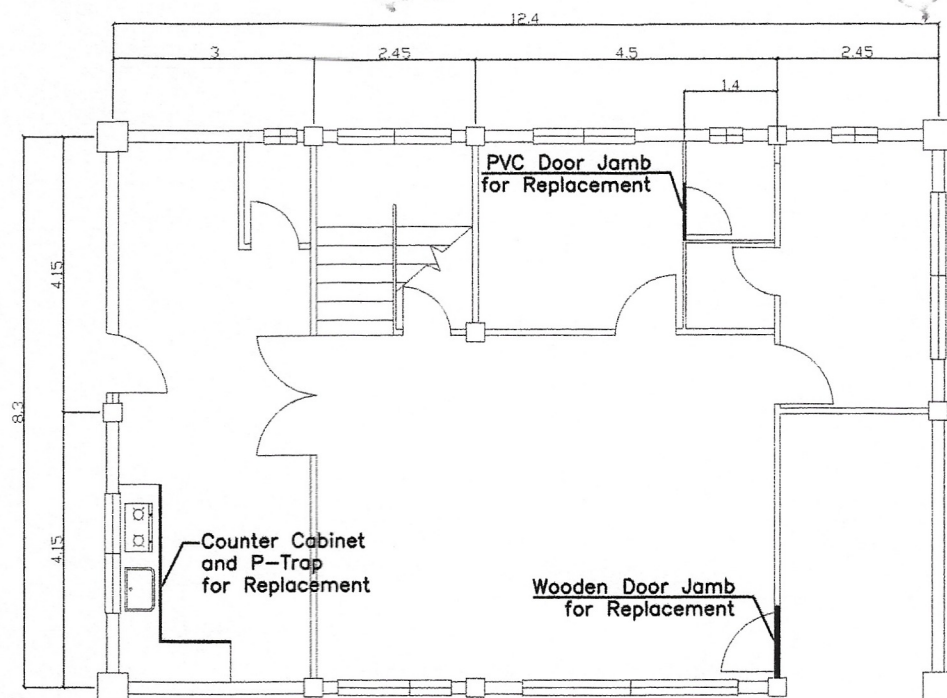 12.4
3
2.45
4.5
2.45
1.4
PVC Door Jamb
for Replacement
4.15
8.3
4.15
Counter Cabinet
and P-Trap
for Replacement
Wooden Door Jamb
for Replacement